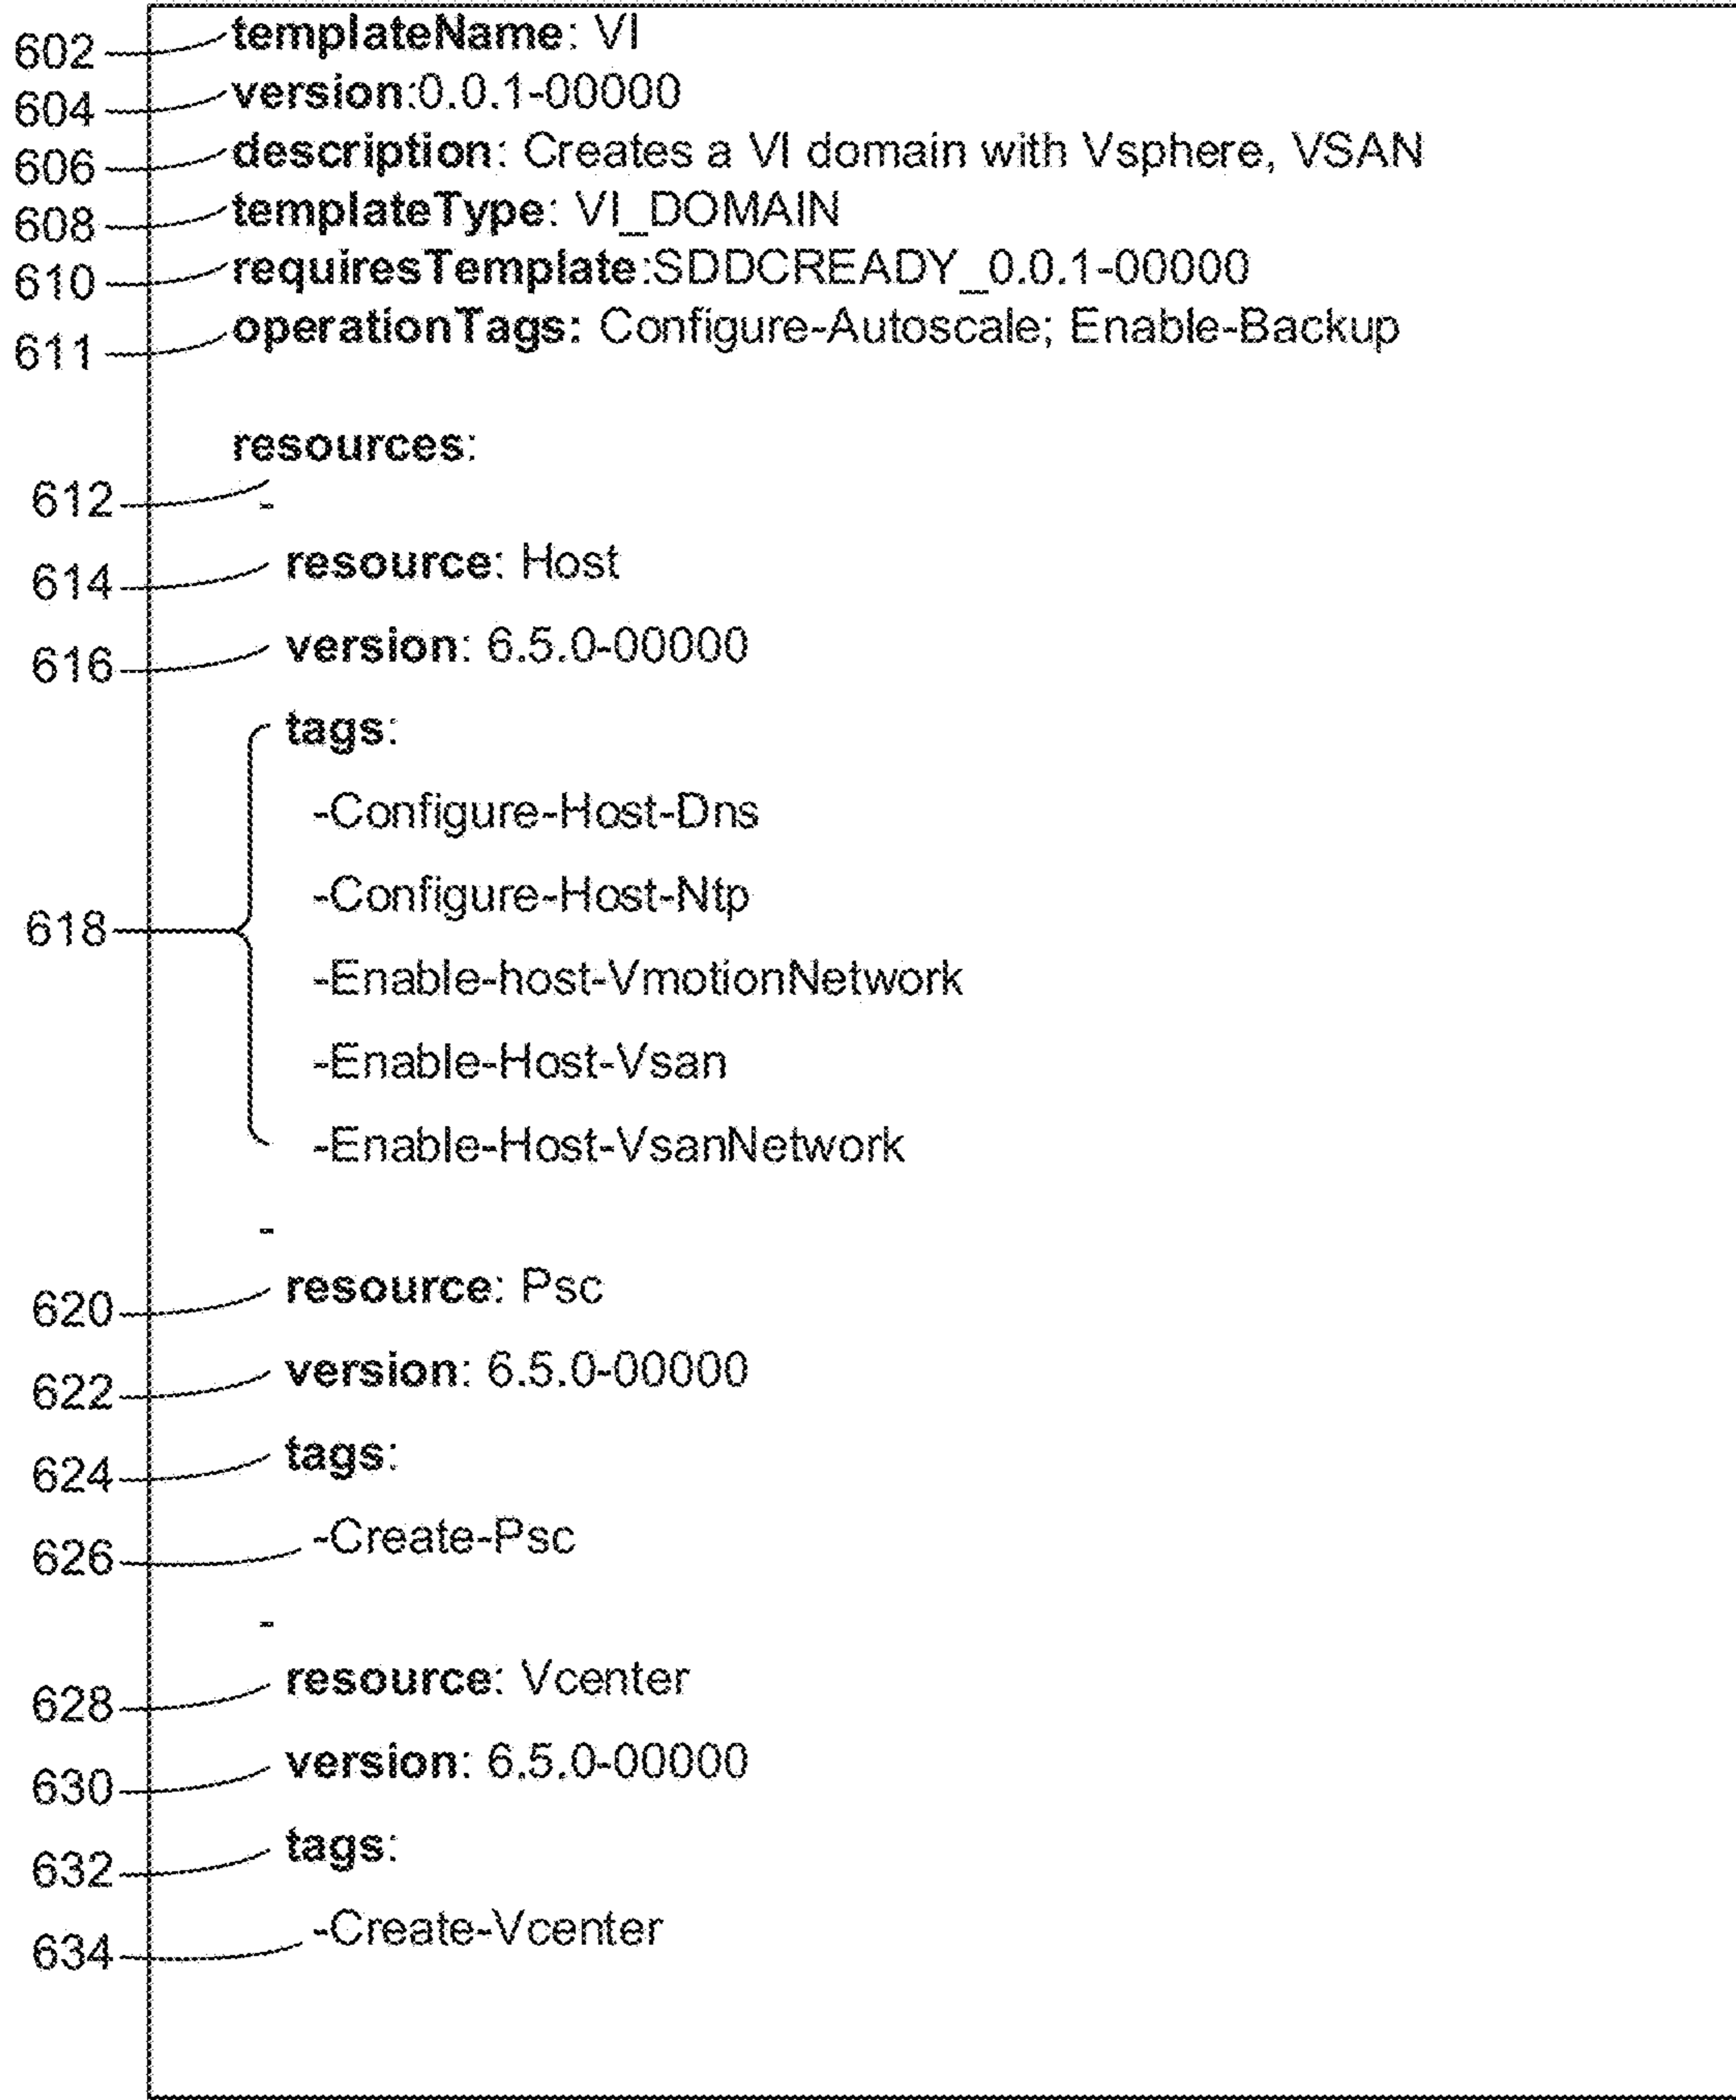 602 templateName: VI
604 version:0.0.1-00000
606 description: Creates a VI domain with Vsphere, VSAN
608 templateType: VI_DOMAIN
610 requiresTemplate:SDDCREADY_0.0.1-00000
611 operationTags: Configure-Autoscale; Enable-Backup
resources:
612 -
614 resource: Host
616 version: 6.5.0-00000
tags:
-Configure-Host-Dns
-Configure-Host-Ntp
618
-Enable-host-VmotionNetwork
-Enable-Host-Vsan
-Enable-Host-VsanNetwork
-
620 resource: Psc
622 version: 6.5.0-00000
624 tags:
626 -Create-Psc
-
628 resource: Vcenter
630 version: 6.5.0-00000
632 tags:
634 -Create-Vcenter